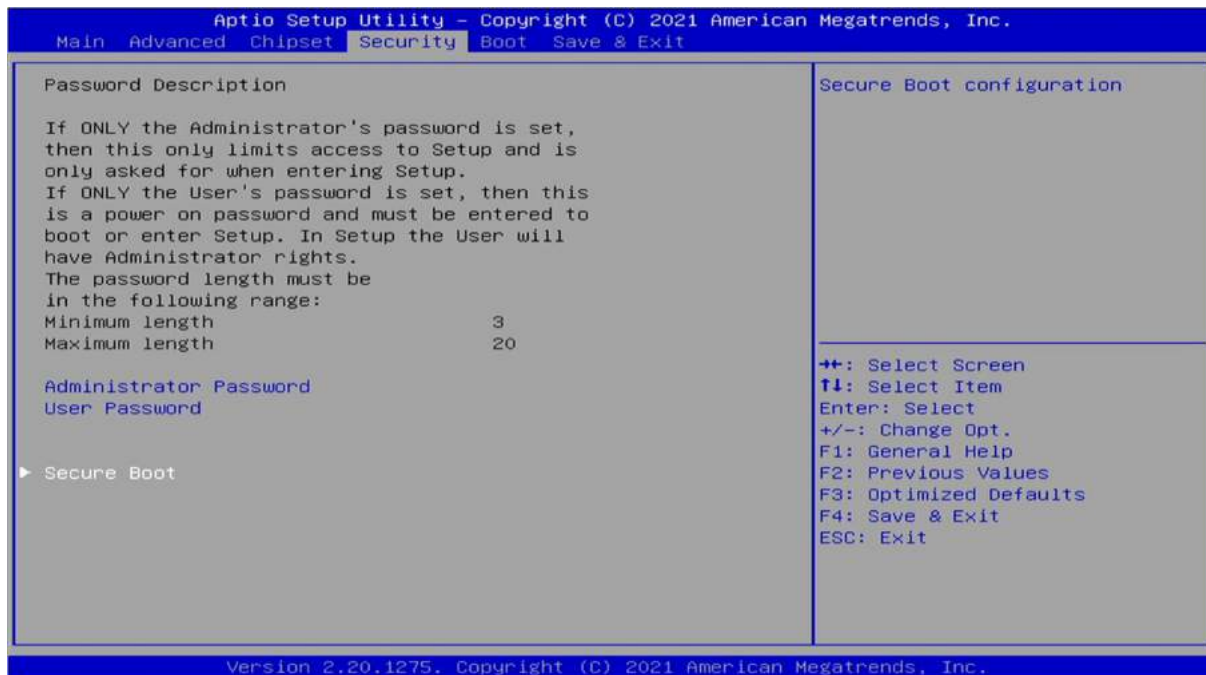 Aptio Setup Utility – Copyright (C) 2021 American Megatrends, Inc.
Main Advanced Chipset Security Boot Save & Exit
Password Description
If ONLY the Administrator's password is set,
then this only limits access to Setup and is
only asked for when entering Setup.
If ONLY the User's password is set, then this
is a power on password and must be entered to
boot or enter Setup. In Setup the User will
have Administrator rights.
The password length must be
in the following range:
Minimum length 3
Maximum length 20
Administrator Password
User Password
► Secure Boot
Secure Boot configuration
→←: Select Screen
↑↓: Select Item
Enter: Select
+/-: Change Opt.
F1: General Help
F2: Previous Values
F3: Optimized Defaults
F4: Save & Exit
ESC: Exit
Version 2.20.1275. Copyright (C) 2021 American Megatrends, Inc.